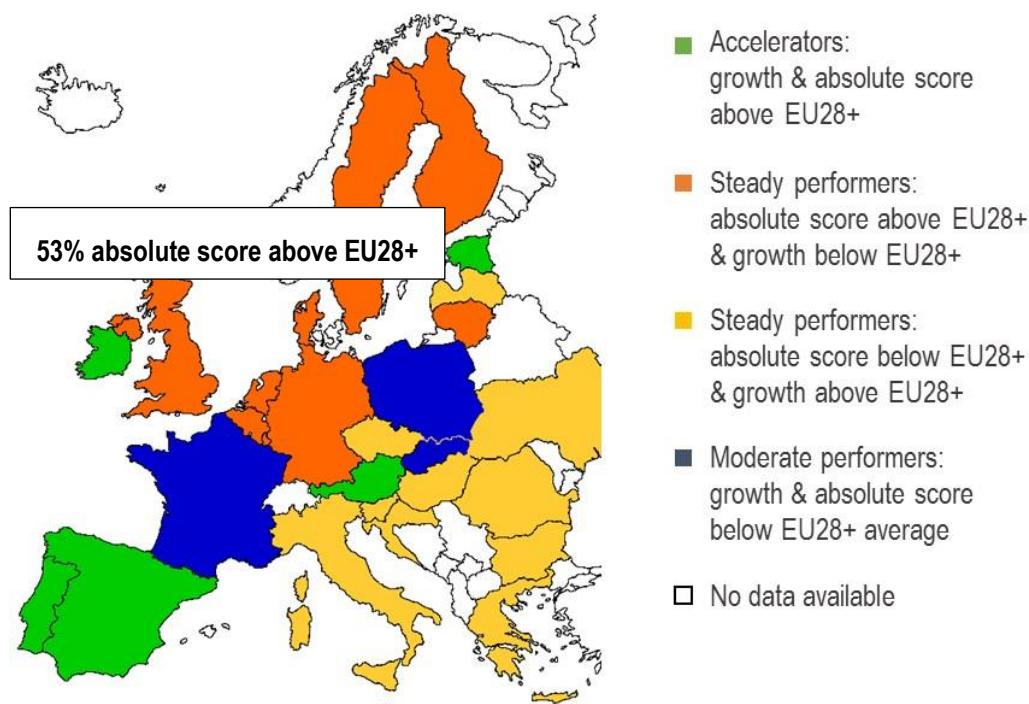 53% absolute score above EU28+
Accelerators:
growth & absolute score
above EU28+
Steady performers:
absolute score above EU28+
& growth below EU28+
Steady performers:
absolute score below EU28+
& growth above EU28+
Moderate performers:
growth & absolute score
below EU28+ average
No data available